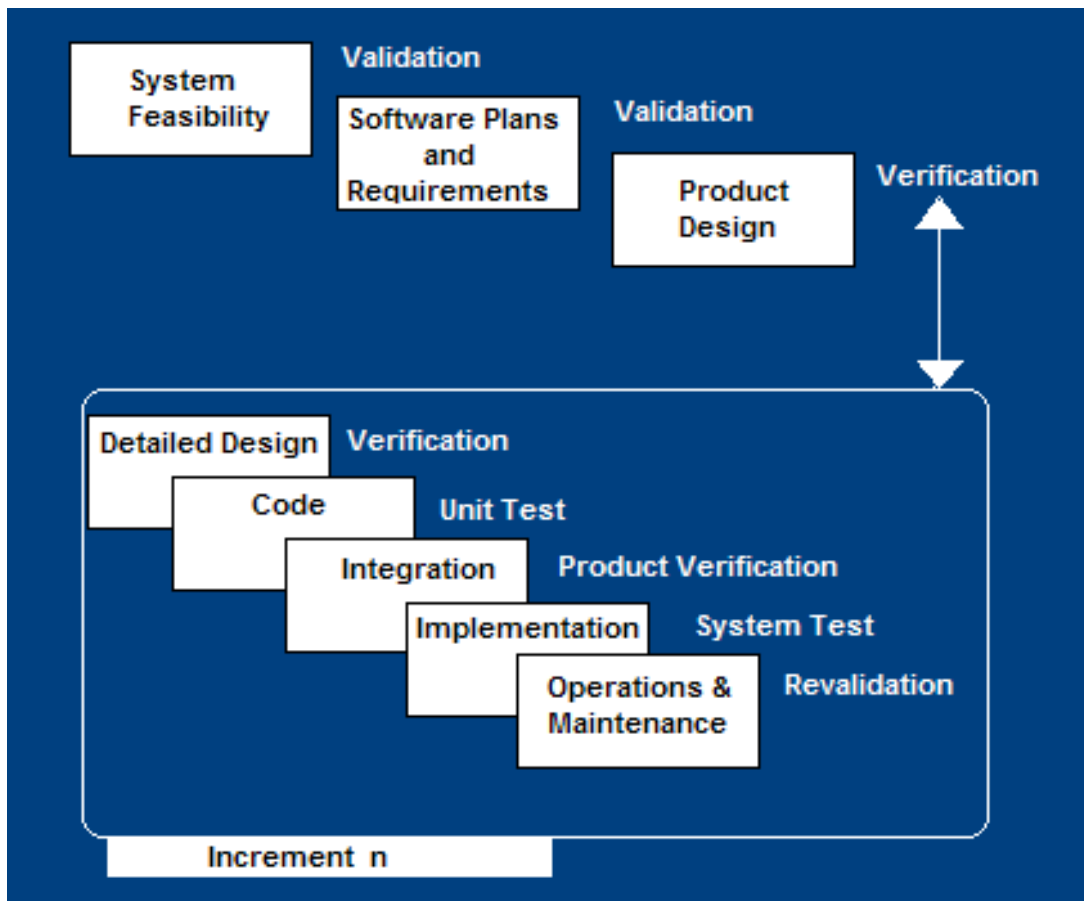 System
Feasibility
Validation
Software Plans
and
Requirements
Validation
Product
Design
Verification
Detailed Design
Verification
Code
Unit Test
Integration
Product Verification
Implementation
System Test
Operations &
Maintenance
Revalidation
Increment n